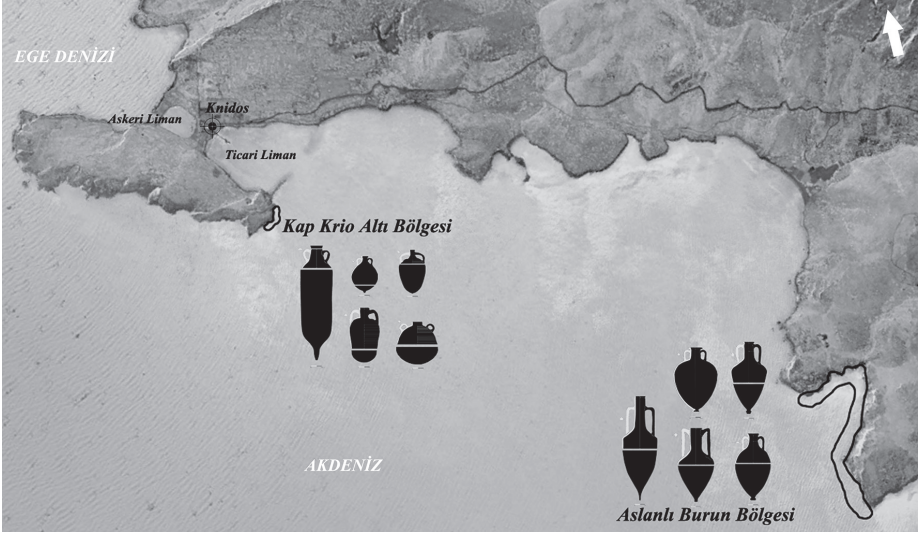 EGE DENİZİ
Knidos
Askeri Liman
Ticari Liman
Kap Krio Altı Bölgesi
AKDENİZ
Aslanlı Burun Bölgesi